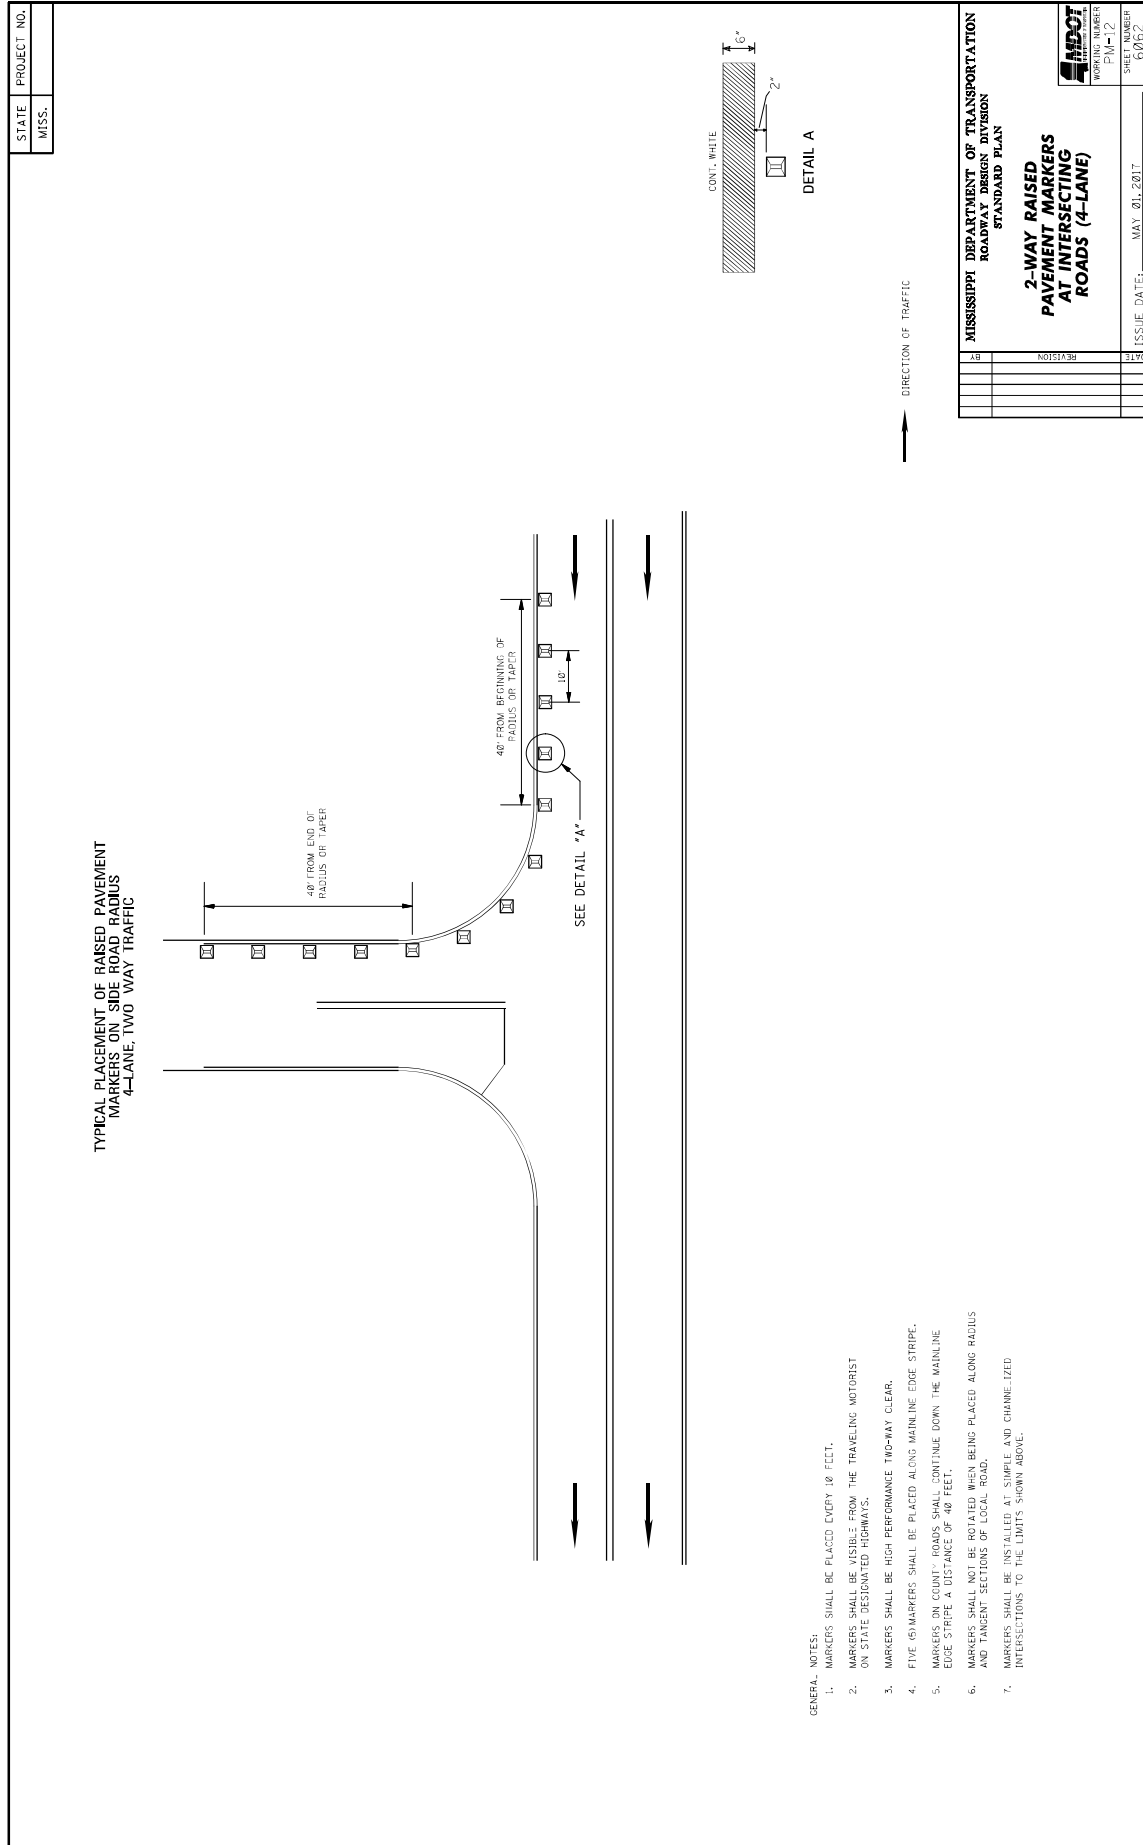 STATE PROJECT NO.
MISS.
TYPICAL PLACEMENT OF RAISED PAVEMENT
MARKERS ON SIDE ROAD RADIUS
4-LANE, TWO WAY TRAFFIC
40' FROM END OF
RADIUS OR TAPER
40' FROM BEGINNING OF
RADIUS OR TAPER
10'
SEE DETAIL "A"
CONT. WHITE
6"
2"
DETAIL A
DIRECTION OF TRAFFIC
GENERAL NOTES:
1. MARKERS SHALL BE PLACED EVERY 10 FEET.
2. MARKERS SHALL BE VISIBLE FROM THE TRAVELING MOTORIST
ON STATE DESIGNATED HIGHWAYS.
3. MARKERS SHALL BE HIGH PERFORMANCE TWO-WAY CLEAR.
4. FIVE (5) MARKERS SHALL BE PLACED ALONG MAINLINE EDGE STRIPE.
5. MARKERS ON COUNTY ROADS SHALL CONTINUE DOWN THE MAINLINE
EDGE STRIPE A DISTANCE OF 40 FEET.
6. MARKERS SHALL NOT BE ROTATED WHEN BEING PLACED ALONG RADIUS
AND TANGENT SECTIONS OF LOCAL ROAD.
7. MARKERS SHALL BE INSTALLED AT SIMPLE AND CHANNELIZED
INTERSECTIONS TO THE LIMITS SHOWN ABOVE.
BY
REVISION
DATE
MISSISSIPPI DEPARTMENT OF TRANSPORTATION
ROADWAY DESIGN DIVISION
STANDARD PLAN
2-WAY RAISED
PAVEMENT MARKERS
AT INTERSECTING
ROADS (4-LANE)
MDOT
WORKING NUMBER
PM-12
SHEET NUMBER
6062
ISSUE DATE: MAY 01, 2017